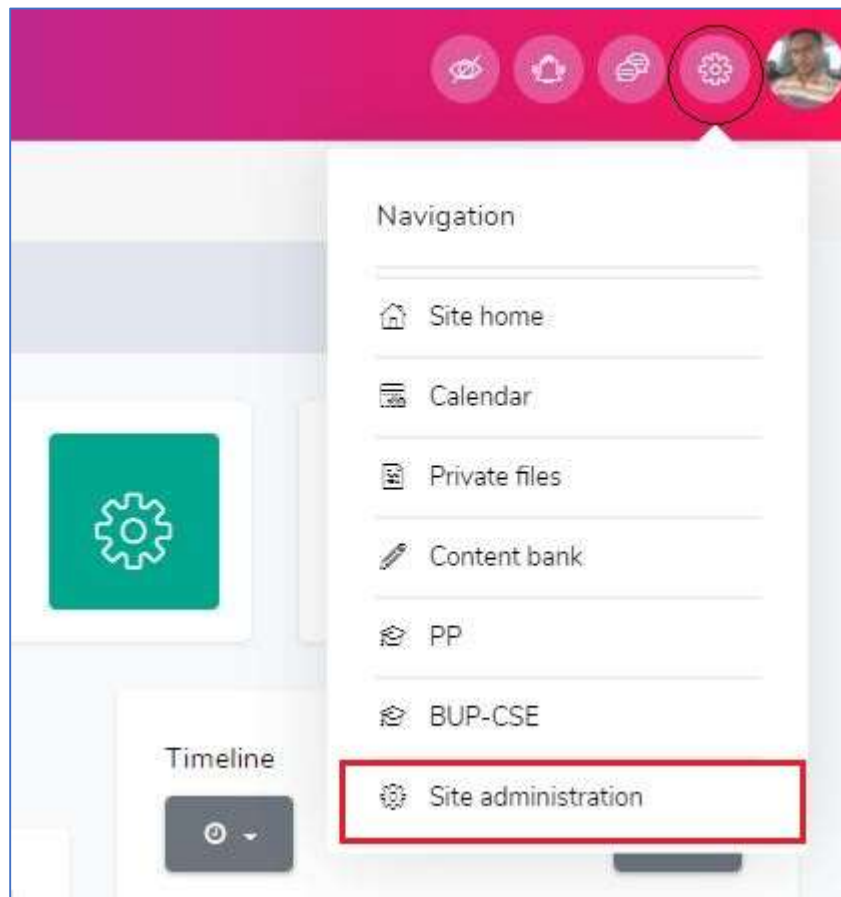 Navigation
Site home
Calendar
Private files
Content bank
PP
BUP-CSE
Site administration
Timeline